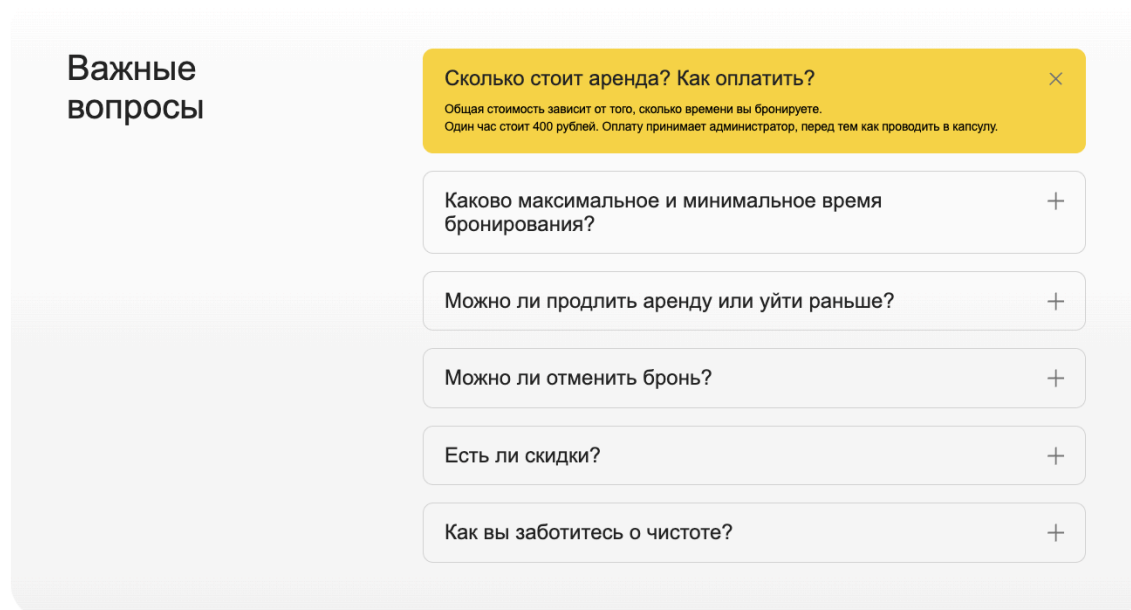 Важные
вопросы
Сколько стоит аренда? Как оплатить?
Общая стоимость зависит от того, сколько времени вы бронируете.
Один час стоит 400 рублей. Оплату принимает администратор, перед тем как проводить в капсулу.
Каково максимальное и минимальное время
бронирования?
Можно ли продлить аренду или уйти раньше?
Можно ли отменить бронь?
Есть ли скидки?
Как вы заботитесь о чистоте?